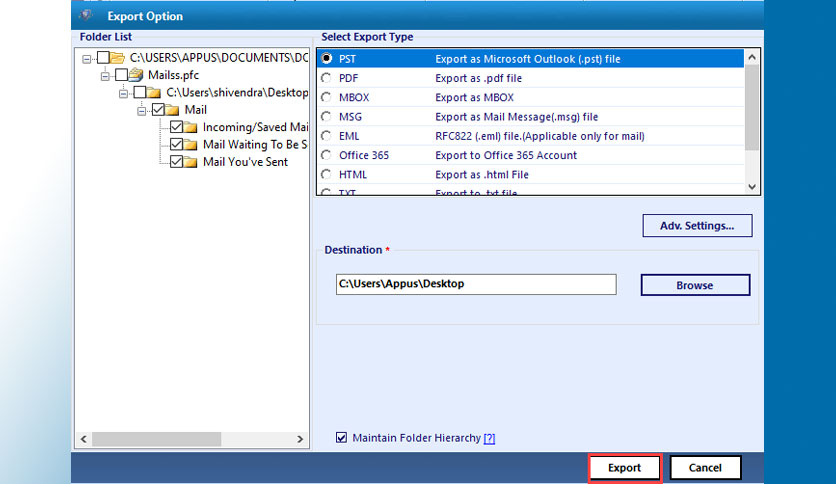 Export Option
Folder List
C:\USERS\APPUS\DOCUMENTS\DO
Mailss.pfc
C:\Users\shivendra\Desktop
Mail
Incoming/Saved Mai
Mail Waiting To Be S
Mail You've Sent
Select Export Type
PST Export as Microsoft Outlook (.pst) file
PDF Export as .pdf file
MBOX Export as MBOX
MSG Export as Mail Message(.msg) file
EML RFC822 (.eml) file.(Applicable only for mail)
Office 365 Export to Office 365 Account
HTML Export as .html File
TXT Export to .txt file
Adv. Settings...
Destination *
C:\Users\Appus\Desktop
Browse
Maintain Folder Hierarchy [?]
Export Cancel